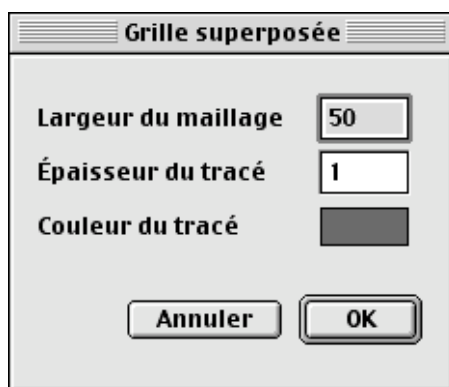 Grille superposée
Largeur du maillage 50
Épaisseur du tracé 1
Couleur du tracé
Annuler OK